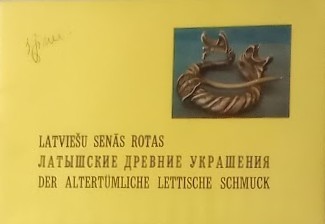 LATVIEŠU SENĀS ROTAS
ЛАТЫШСКИЕ ДРЕВНИЕ УКРАШЕНИЯ
DER ALTERTÜMLICHE LETTISCHE SCHMUCK